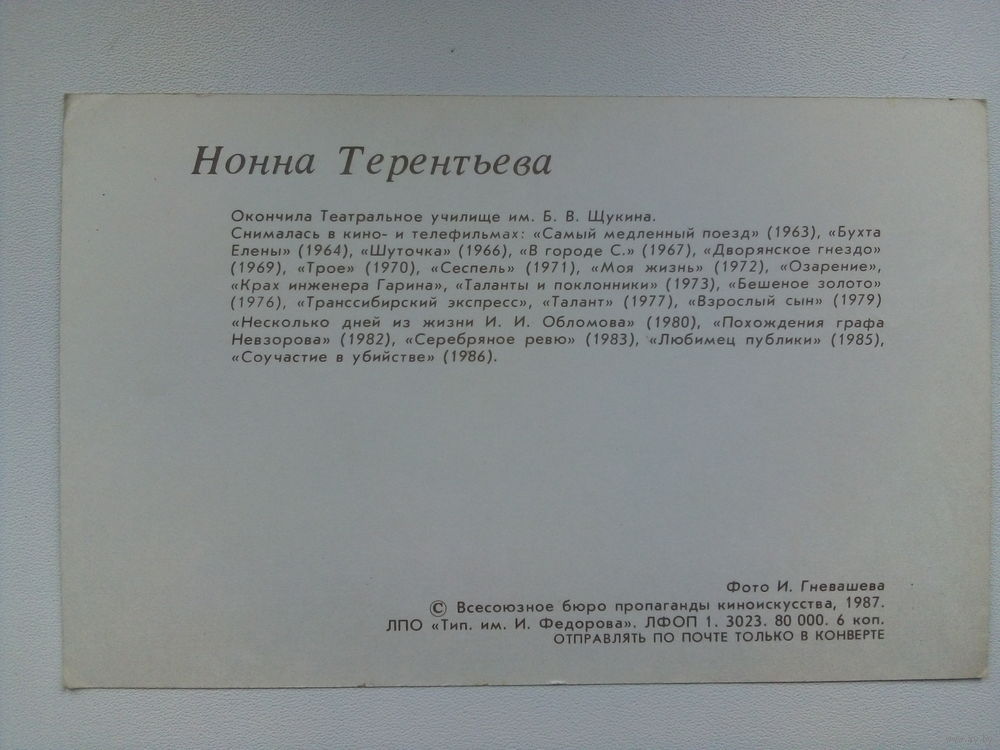 Нонна Терентьева
Окончила Театральное училище им. Б. В. Щукина.
Снималась в кино- и телефильмах: «Самый медленный поезд» (1963), «Бухта
Елены» (1964), «Шуточка» (1966), «В городе С.» (1967), «Дворянское гнездо»
(1969), «Трое» (1970), «Сеспель» (1971), «Моя жизнь» (1972), «Озарение»,
«Крах инженера Гарина», «Таланты и поклонники» (1973), «Бешеное золото»
(1976), «Транссибирский экспресс», «Талант» (1977), «Взрослый сын» (1979)
«Несколько дней из жизни И. И. Обломова» (1980), «Похождения графа
Невзорова» (1982), «Серебряное ревю» (1983), «Любимец публики» (1985),
«Соучастие в убийстве» (1986).
Фото И. Гневашева
© Всесоюзное бюро пропаганды киноискусства, 1987.
ЛПО «Тип. им. И. Федорова». ЛФОП 1. 3023. 80 000. 6 коп.
ОТПРАВЛЯТЬ ПО ПОЧТЕ ТОЛЬКО В КОНВЕРТЕ